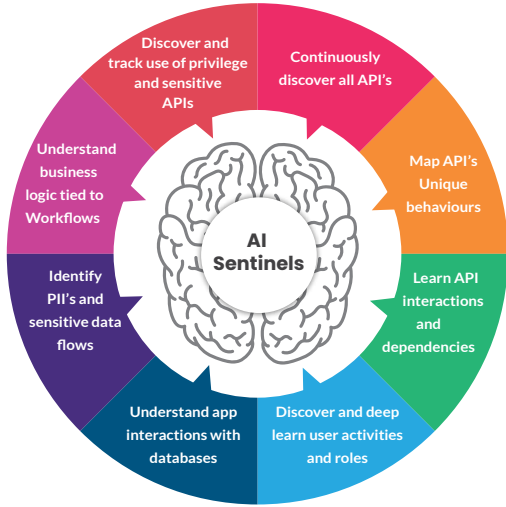 Discover and
track use of privilege
and sensitive
APIs
Continuously
discover all API's
Map API's
Unique
behaviours
Learn API
interactions
and
dependencies
Discover and deep
learn user activities
and roles
Understand app
interactions with
databases
Identify
PII's and
sensitive data
flows
Understand
business
logic tied to
Workflows
AI
Sentinels